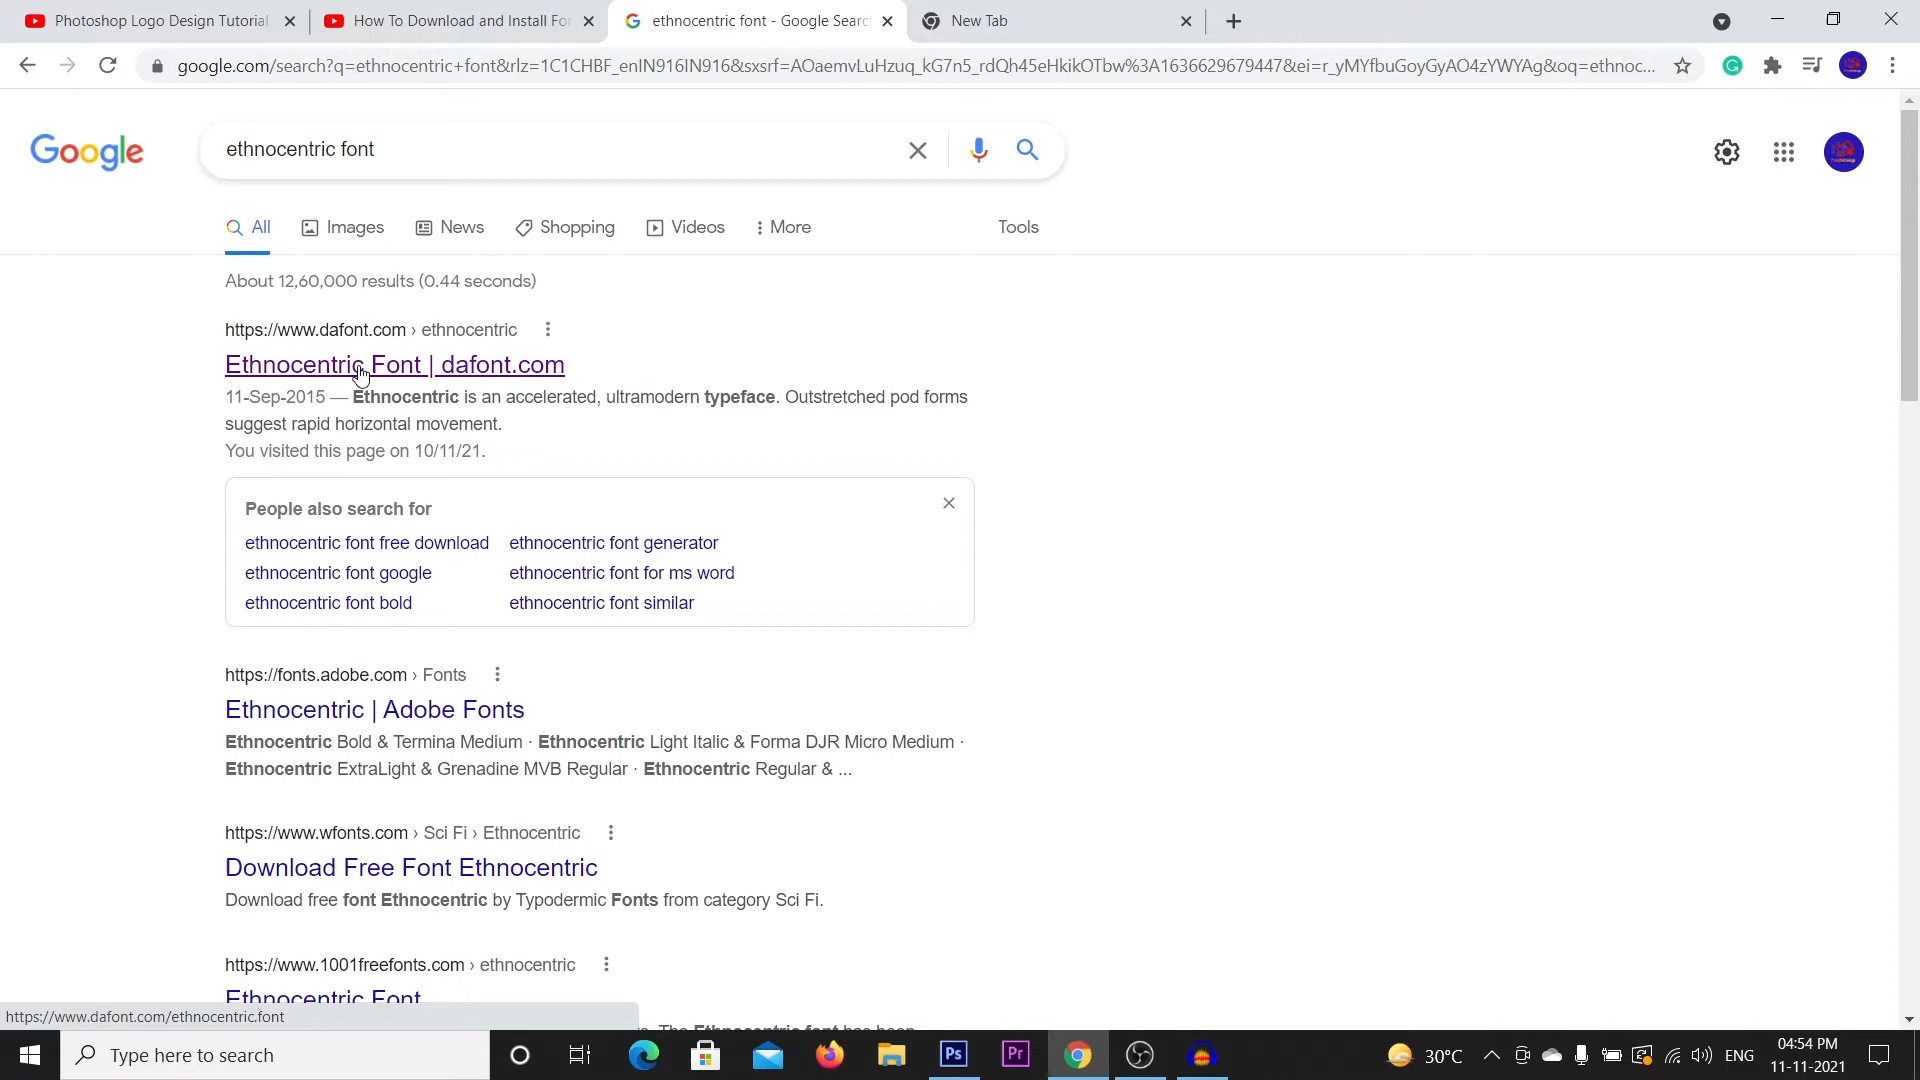 Photoshop Logo Design Tutorial
How To Download and Install Fo
ethnocentric font - Google Searc
New Tab
google.com/search?q=ethnocentric+font&rlz=1C1CHBF_enIN916IN916&sxsrf=AOaemvLuHzuq_kG7n5_rdQh45eHkikOTbw%3A1636629679447&ei=r_yMYfbuGoyGyAO4zYWYAg&oq=ethnoc...
Google
ethnocentric font
All
Images
News
Shopping
Videos
More
Tools
About 12,60,000 results (0.44 seconds)
https://www.dafont.com › ethnocentric
Ethnocentric Font | dafont.com
11-Sep-2015 — Ethnocentric is an accelerated, ultramodern typeface. Outstretched pod forms
suggest rapid horizontal movement.
You visited this page on 10/11/21.
People also search for
ethnocentric font free download
ethnocentric font generator
ethnocentric font google
ethnocentric font for ms word
ethnocentric font bold
ethnocentric font similar
https://fonts.adobe.com › Fonts
Ethnocentric | Adobe Fonts
Ethnocentric Bold & Termina Medium · Ethnocentric Light Italic & Forma DJR Micro Medium ·
Ethnocentric ExtraLight & Grenadine MVB Regular · Ethnocentric Regular & ...
https://www.wfonts.com › Sci Fi › Ethnocentric
Download Free Font Ethnocentric
Download free font Ethnocentric by Typodermic Fonts from category Sci Fi.
https://www.1001freefonts.com › ethnocentric
Ethnocentric Font
https://www.dafont.com/ethnocentric.font
The Ethnocentric font has been
Type here to search
Ps
Pr
30°C
ENG
04:54 PM
11-11-2021